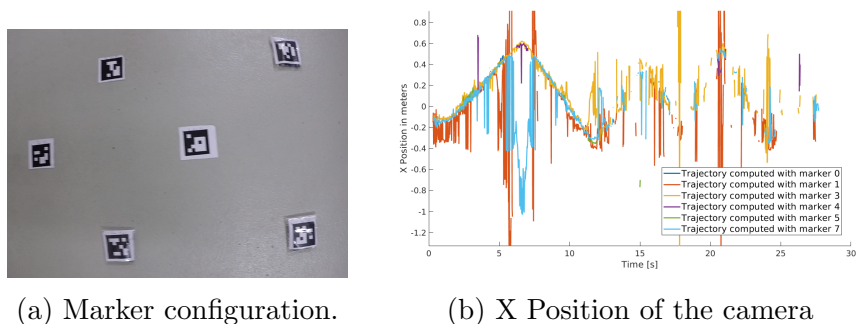 0.8
0.6
0.4
0.2
0
-0.2
-0.4
-0.6
-0.8
-1
-1.2
X Position in meters
0 5 10 15 20 25 30
Time [s]
Trajectory computed with marker 0
Trajectory computed with marker 1
Trajectory computed with marker 3
Trajectory computed with marker 4
Trajectory computed with marker 5
Trajectory computed with marker 7
(a) Marker configuration.
(b) X Position of the camera